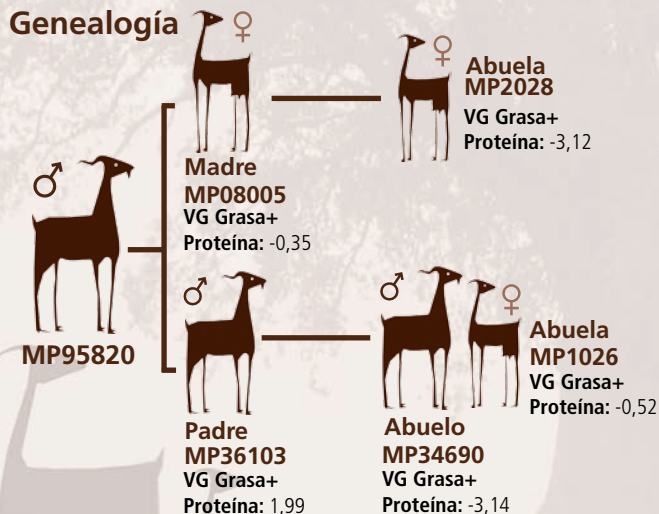 Genealogía
Abuela
MP2028
VG Grasa+
Proteína: -3,12
Madre
MP08005
VG Grasa+
Proteína: -0,35
MP95820
Abuela
MP1026
VG Grasa+
Proteína: -0,52
Padre
MP36103
VG Grasa+
Proteína: 1,99
Abuelo
MP34690
VG Grasa+
Proteína: -3,14